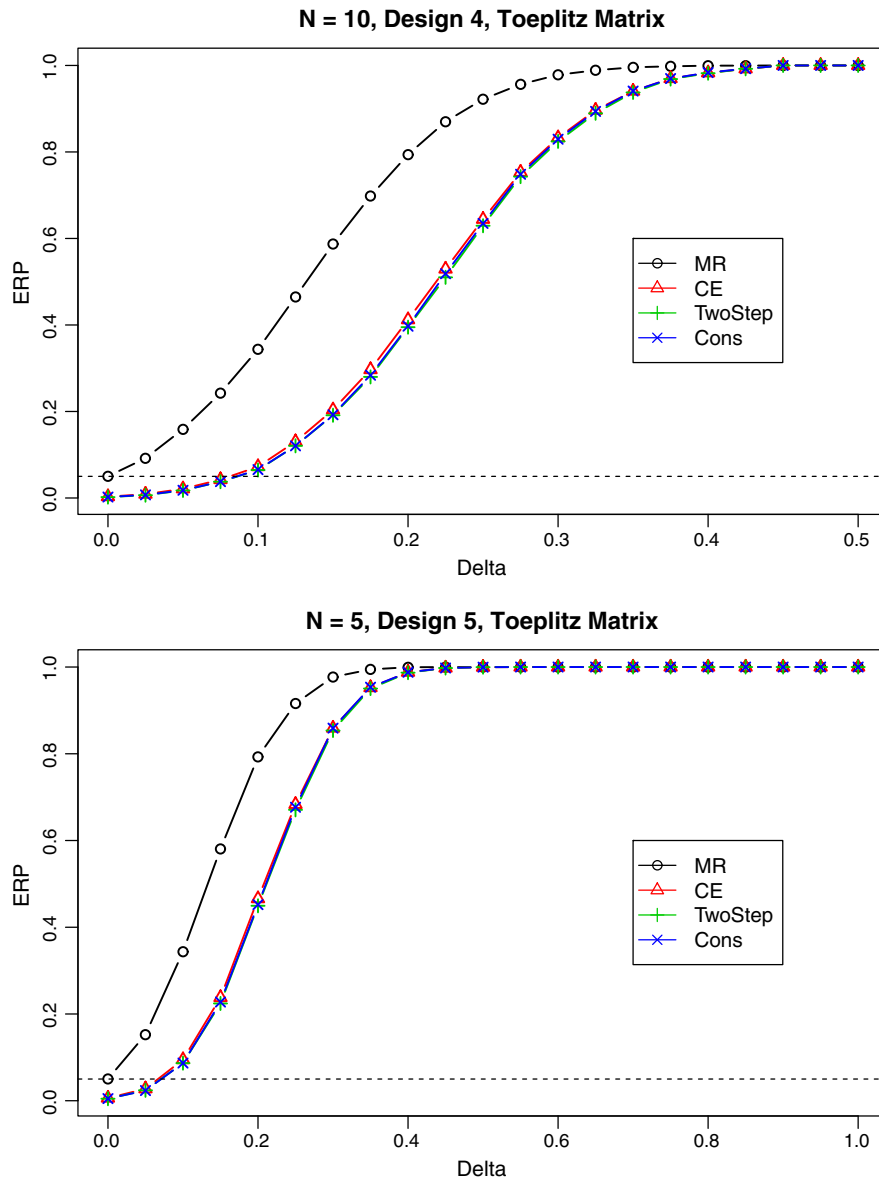 N = 10, Design 4, Toeplitz Matrix
ERP
1.0
0.8
0.6
0.4
0.2
0.0
MR
CE
TwoStep
Cons
0.0 0.1 0.2 0.3 0.4 0.5
Delta
N = 5, Design 5, Toeplitz Matrix
ERP
1.0
0.8
0.6
0.4
0.2
0.0
MR
CE
TwoStep
Cons
0.0 0.2 0.4 0.6 0.8 1.0
Delta